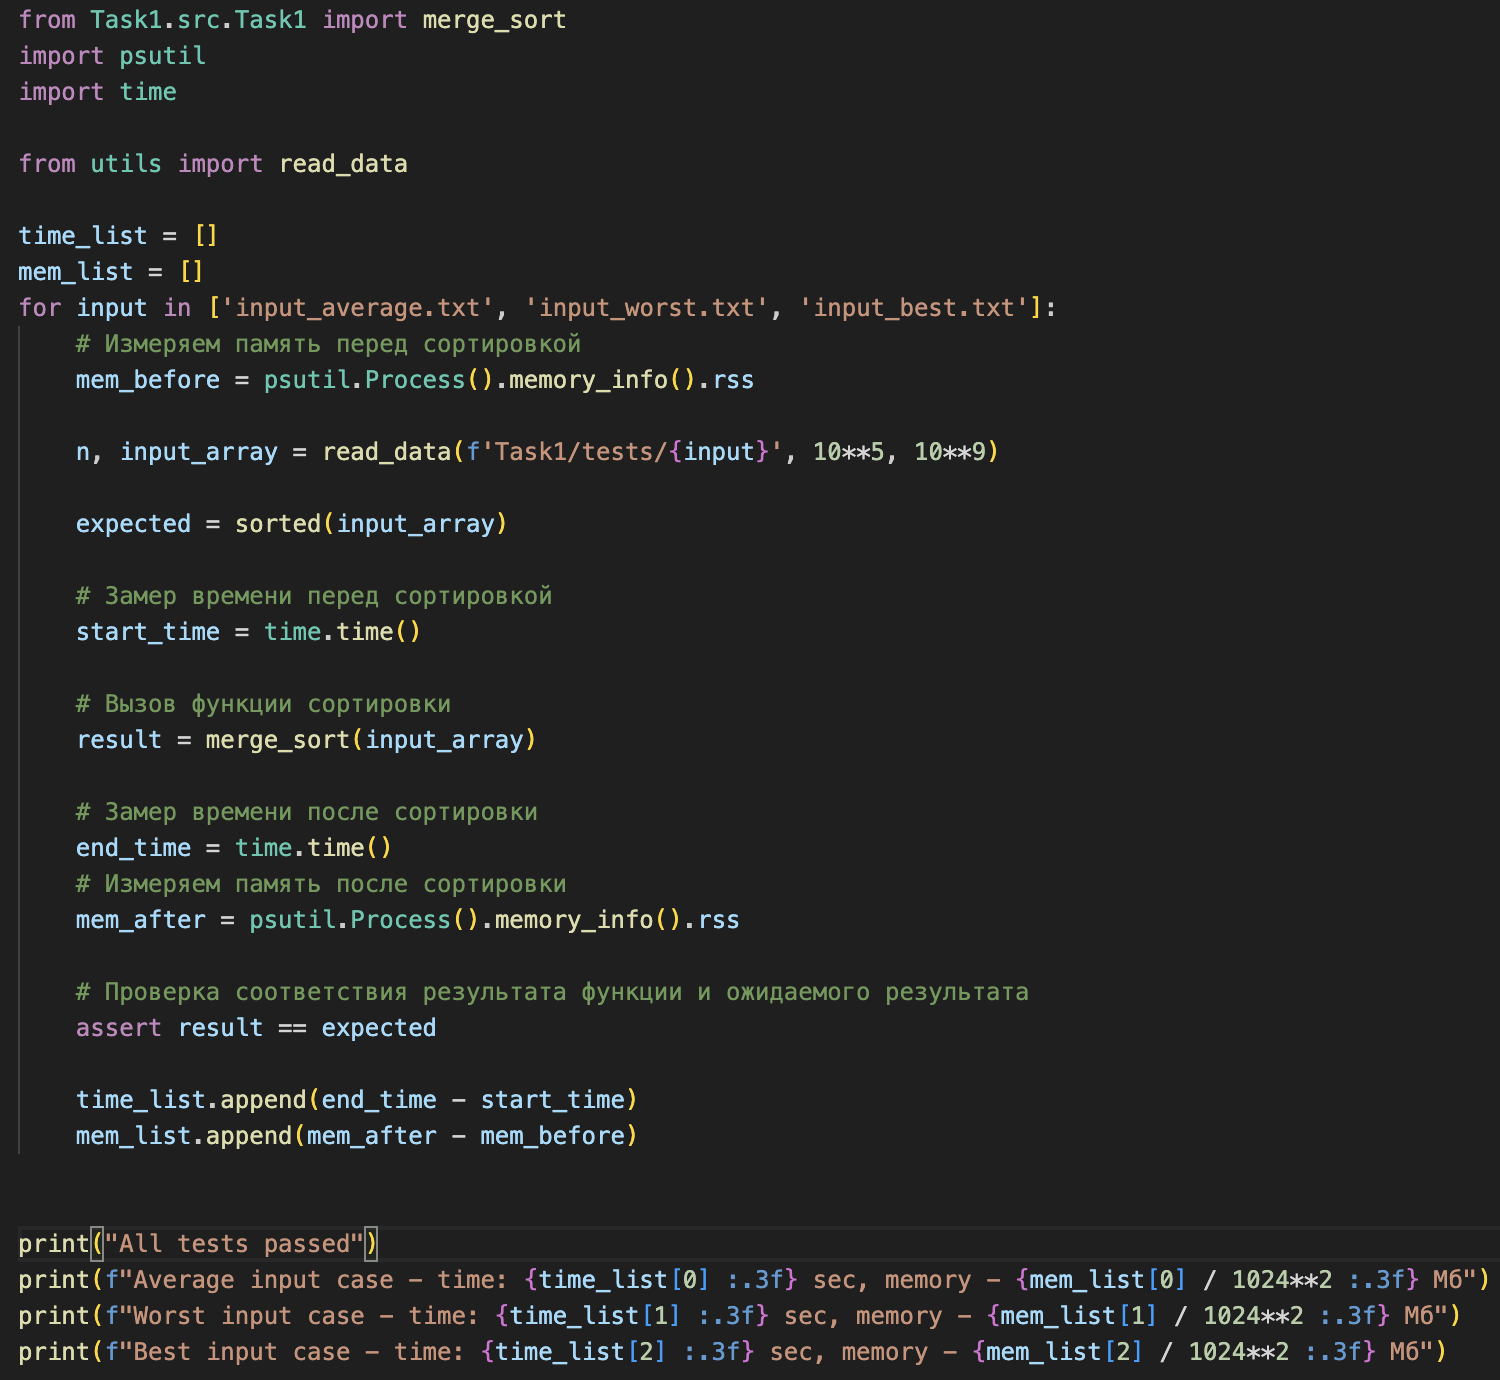 from Task1.src.Task1 import merge_sort
import psutil
import time

from utils import read_data

time_list = []
mem_list = []
for input in ['input_average.txt', 'input_worst.txt', 'input_best.txt']:
    # Измеряем память перед сортировкой
    mem_before = psutil.Process().memory_info().rss

    n, input_array = read_data(f'Task1/tests/{input}', 10**5, 10**9)

    expected = sorted(input_array)

    # Замер времени перед сортировкой
    start_time = time.time()

    # Вызов функции сортировки
    result = merge_sort(input_array)

    # Замер времени после сортировки
    end_time = time.time()
    # Измеряем память после сортировки
    mem_after = psutil.Process().memory_info().rss

    # Проверка соответствия результата функции и ожидаемого результата
    assert result == expected

    time_list.append(end_time - start_time)
    mem_list.append(mem_after - mem_before)


print("All tests passed")
print(f"Average input case - time: {time_list[0] :.3f} sec, memory - {mem_list[0] / 1024**2 :.3f} Мб")
print(f"Worst input case - time: {time_list[1] :.3f} sec, memory - {mem_list[1] / 1024**2 :.3f} Мб")
print(f"Best input case - time: {time_list[2] :.3f} sec, memory - {mem_list[2] / 1024**2 :.3f} Мб")